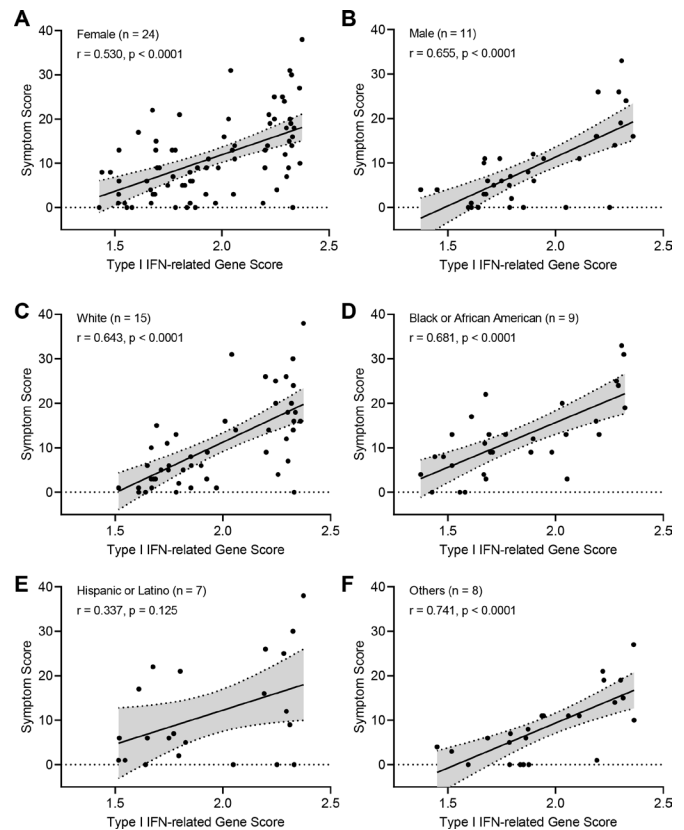 A
Female (n = 24)
r = 0.530, p < 0.0001
Symptom Score
40
30
20
10
0
1.5
2.0
2.5
Type I IFN-related Gene Score
B
Male (n = 11)
r = 0.655, p < 0.0001
Symptom Score
40
30
20
10
0
1.5
2.0
2.5
Type I IFN-related Gene Score
C
White (n = 15)
r = 0.643, p < 0.0001
Symptom Score
40
30
20
10
0
1.5
2.0
2.5
Type I IFN-related Gene Score
D
Black or African American (n = 9)
r = 0.681, p < 0.0001
Symptom Score
40
30
20
10
0
1.5
2.0
2.5
Type I IFN-related Gene Score
E
Hispanic or Latino (n = 7)
r = 0.337, p = 0.125
Symptom Score
40
30
20
10
0
1.5
2.0
2.5
Type I IFN-related Gene Score
F
Others (n = 8)
r = 0.741, p < 0.0001
Symptom Score
40
30
20
10
0
1.5
2.0
2.5
Type I IFN-related Gene Score